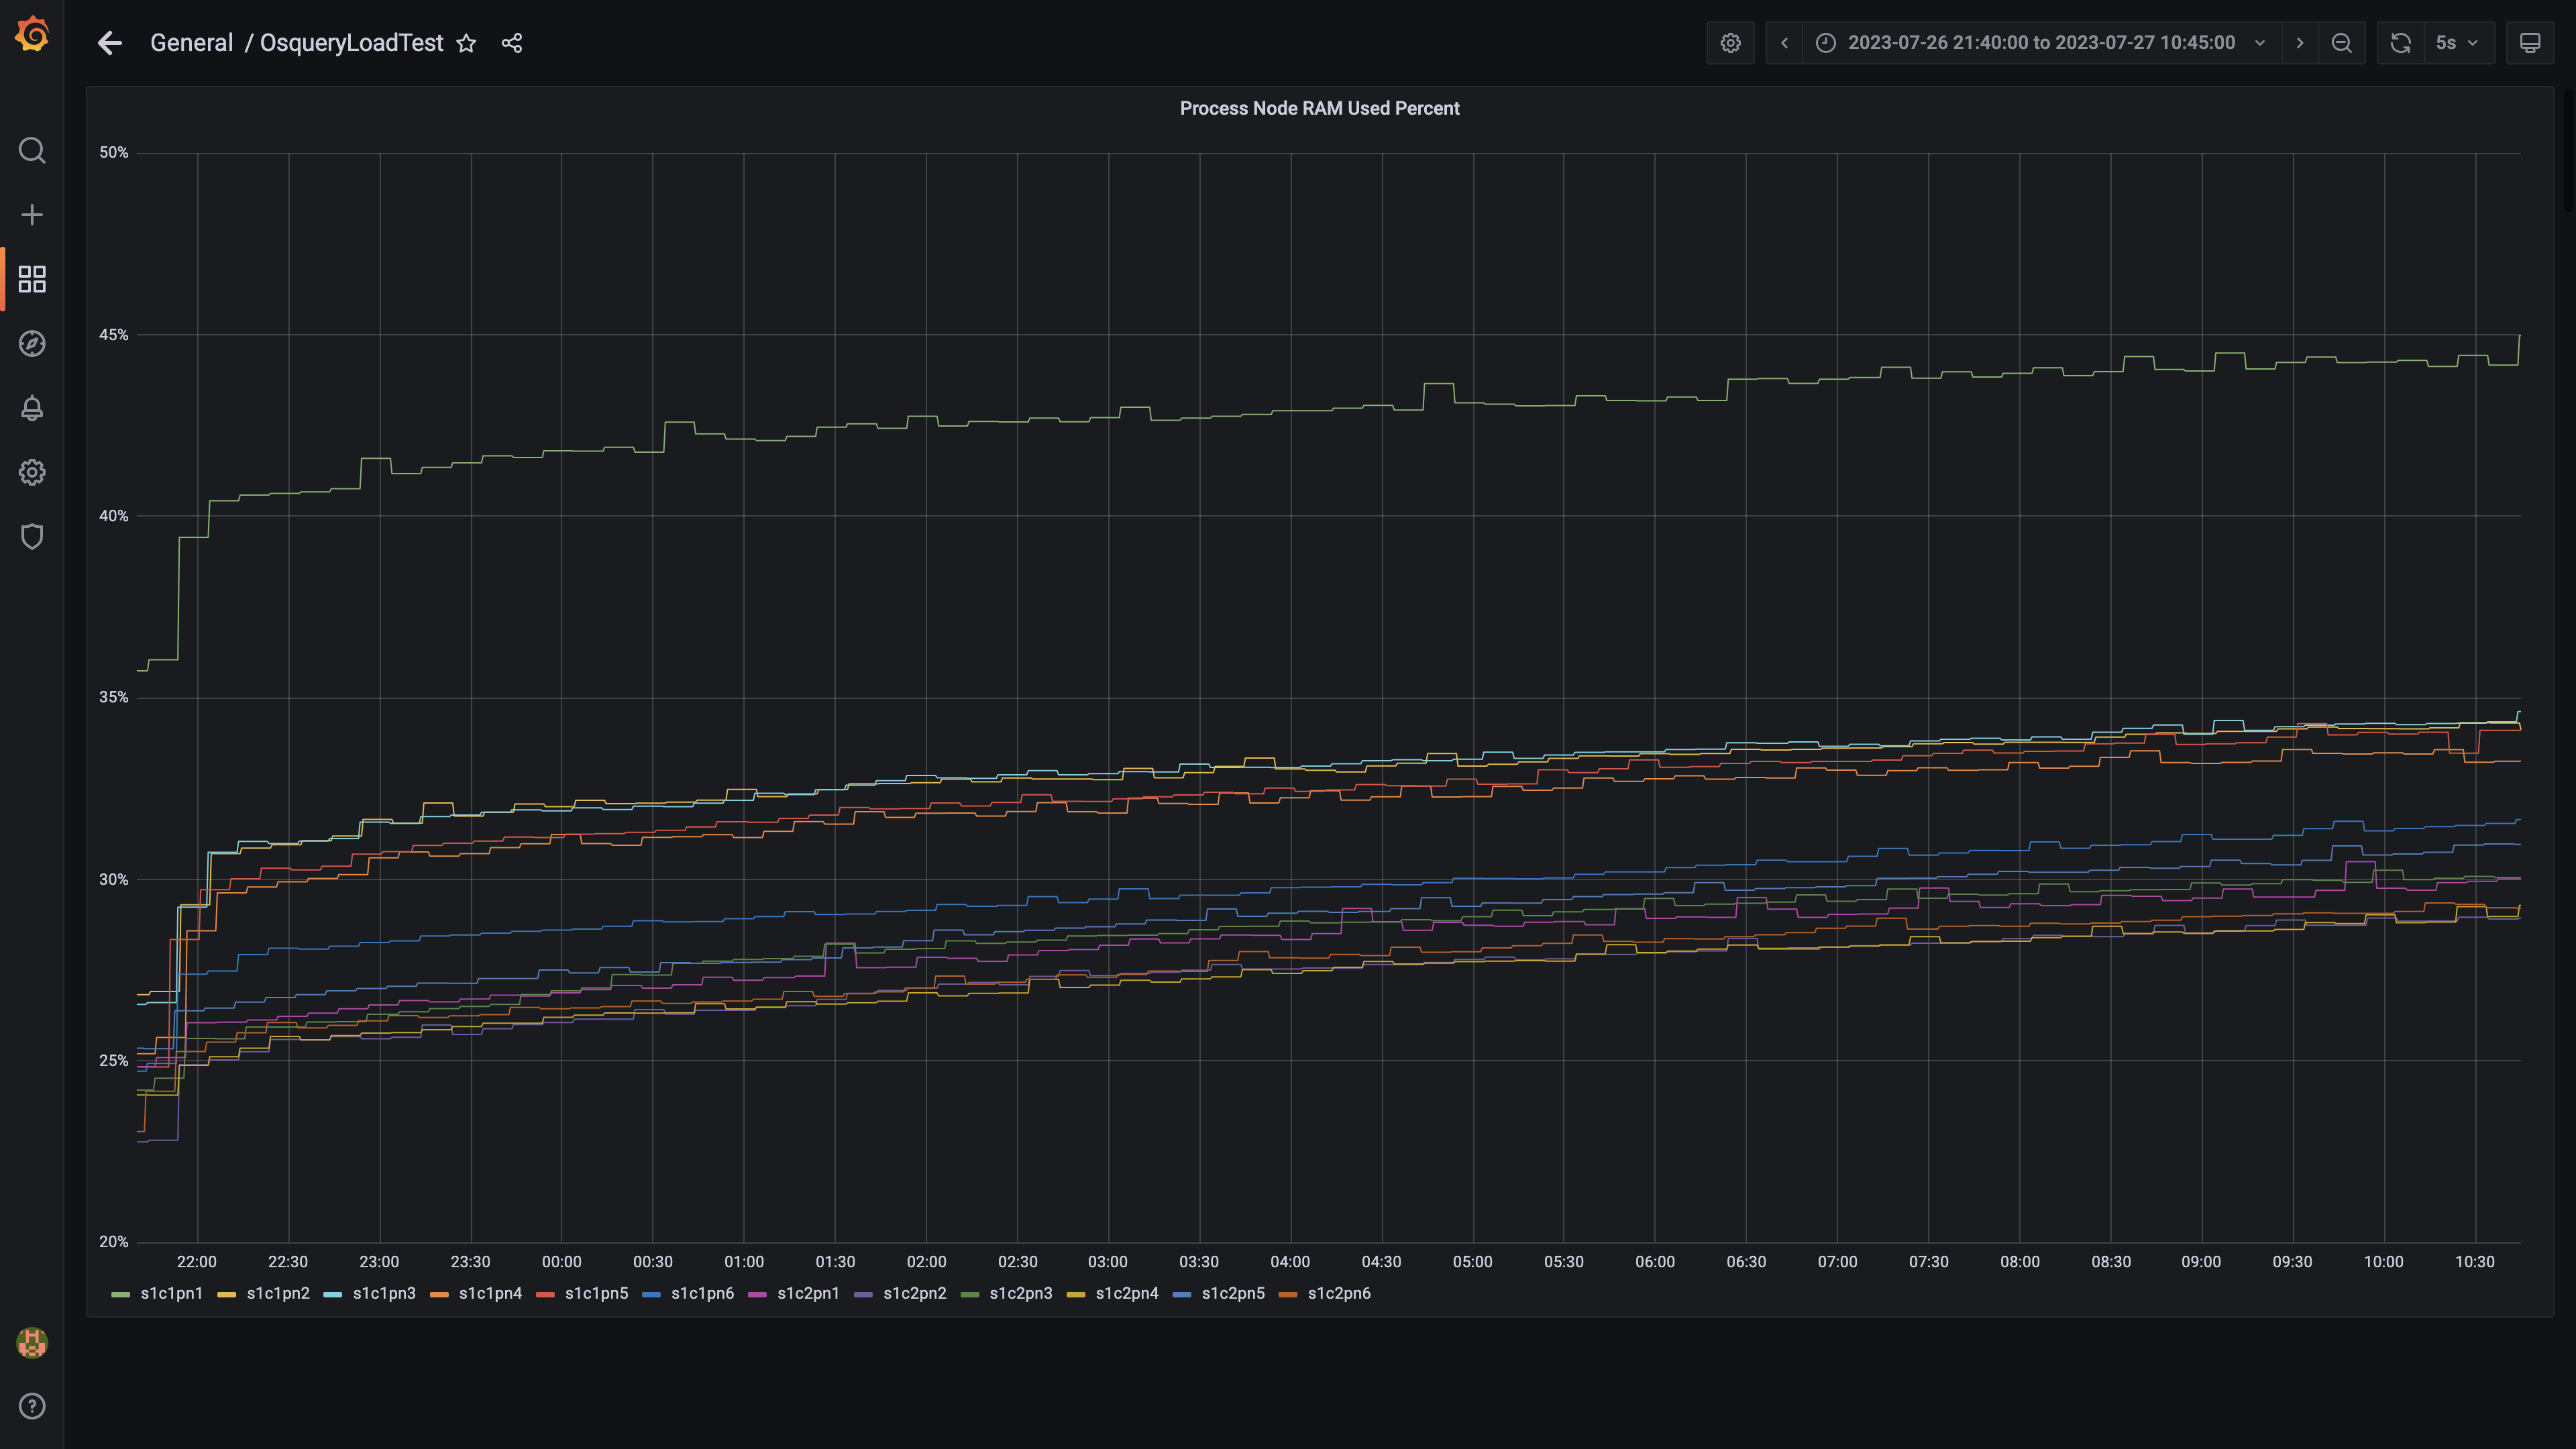 General / OsqueryLoadTest
2023-07-26 21:40:00 to 2023-07-27 10:45:00
5s
Process Node RAM Used Percent
50%
45%
40%
35%
30%
25%
20%
22:00 22:30 23:00 23:30 00:00 00:30 01:00 01:30 02:00 02:30 03:00 03:30 04:00 04:30 05:00 05:30 06:00 06:30 07:00 07:30 08:00 08:30 09:00 09:30 10:00 10:30
s1c1pn1 s1c1pn2 s1c1pn3 s1c1pn4 s1c1pn5 s1c1pn6 s1c2pn1 s1c2pn2 s1c2pn3 s1c2pn4 s1c2pn5 s1c2pn6